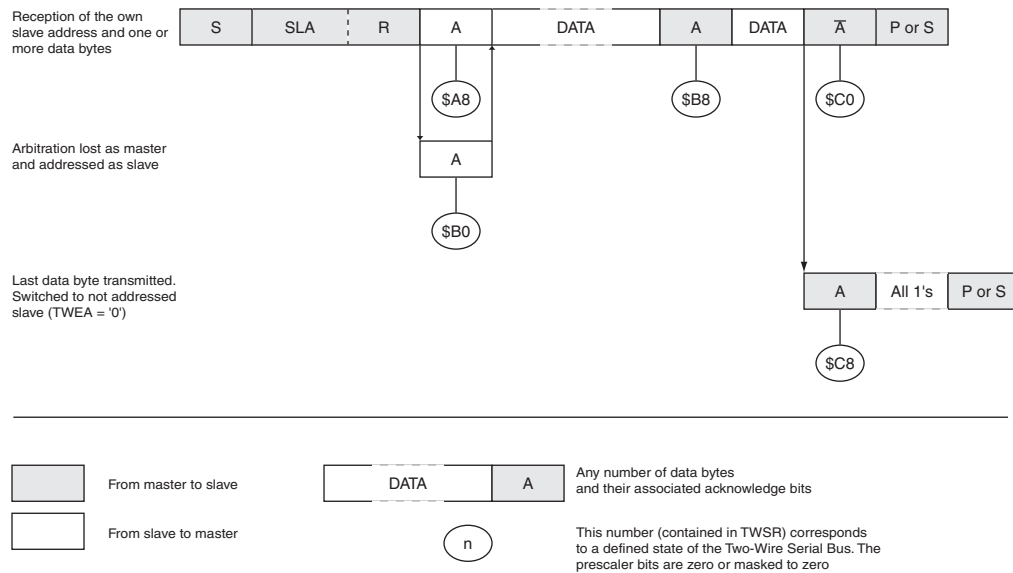 Reception of the own
slave address and one or
more data bytes
S SLA R A DATA A DATA A̅ P or S
$A8 $B8 $C0
Arbitration lost as master
and addressed as slave
A
$B0
Last data byte transmitted.
Switched to not addressed
slave (TWEA = '0')
A All 1's P or S
$C8
From master to slave
DATA A
Any number of data bytes
and their associated acknowledge bits
From slave to master
n
This number (contained in TWSR) corresponds
to a defined state of the Two-Wire Serial Bus. The
prescaler bits are zero or masked to zero